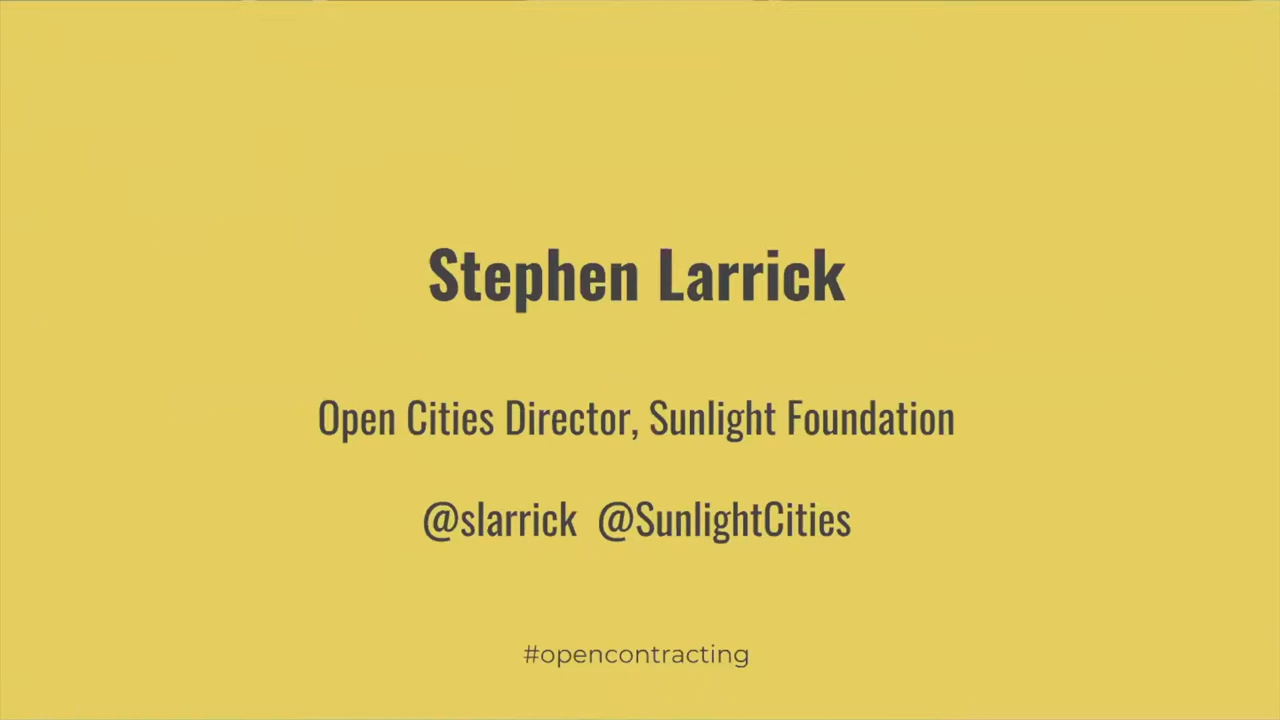 Stephen Larrick
Open Cities Director, Sunlight Foundation
@slarrick @SunlightCities
#opencontracting